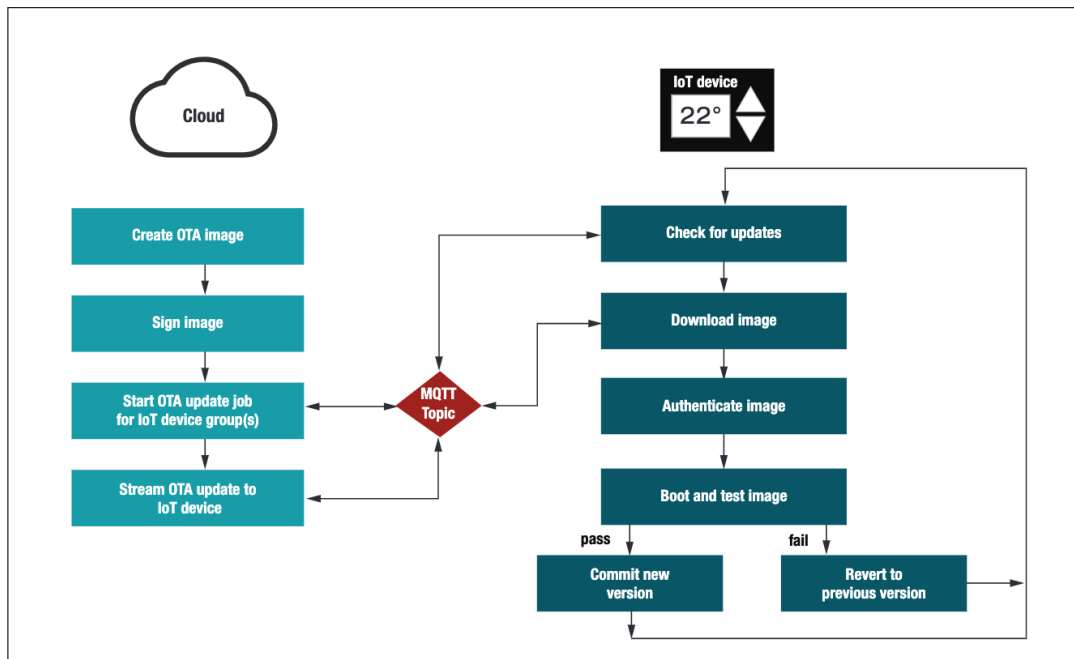 Cloud
IoT device
22°
Create OTA image
Sign image
Start OTA update job
for IoT device group(s)
Stream OTA update to
IoT device
MQTT
Topic
Check for updates
Download image
Authenticate image
Boot and test image
pass
fail
Commit new
version
Revert to
previous version